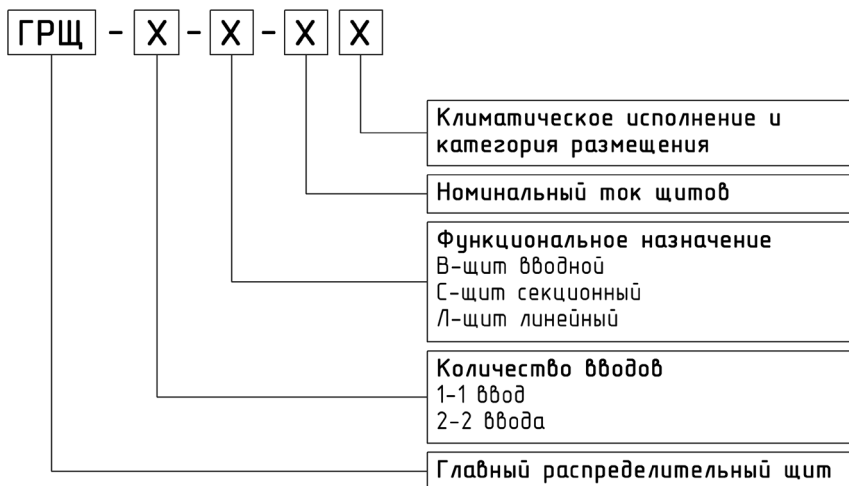 ГРЩ - Х - Х - Х Х
Климатическое исполнение и
категория размещения
Номинальный ток щитов
Функциональное назначение
В-щит вводной
С-щит секционный
Л-щит линейный
Количество вводов
1-1 ввод
2-2 ввода
Главный распределительный щит